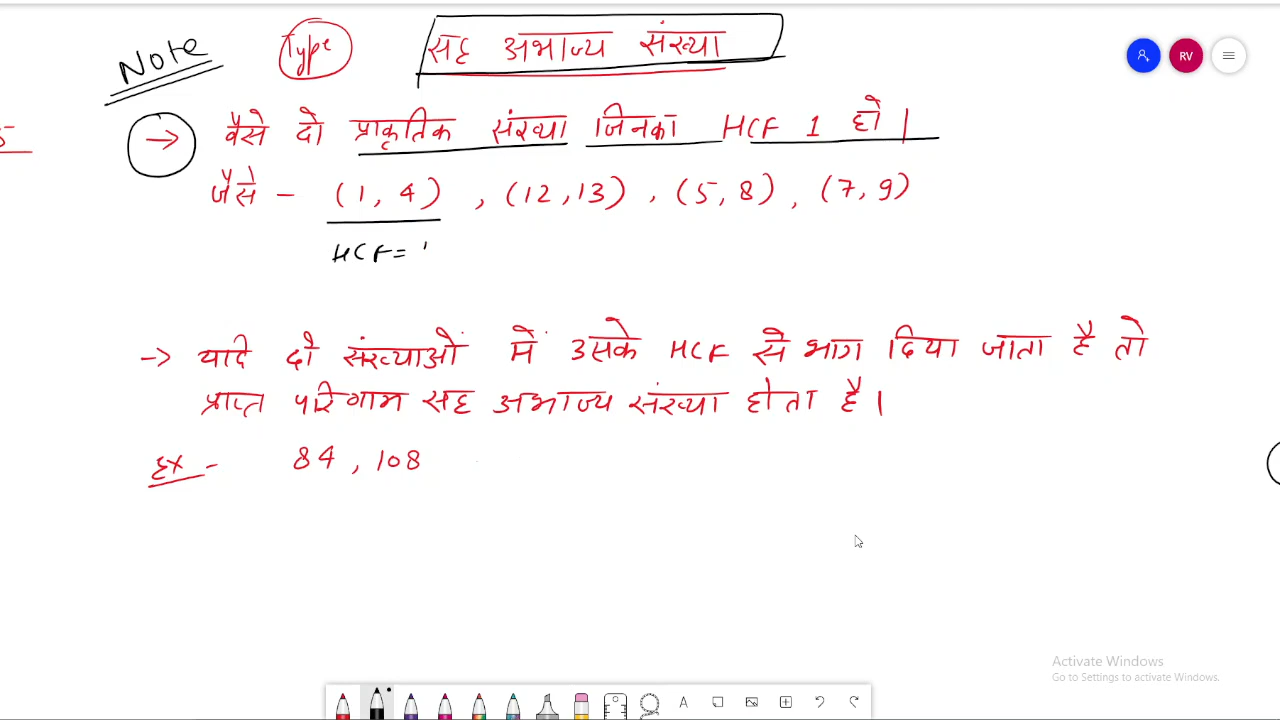 Note Type सह अभाज्य संख्या
RV
→ वैसे दो प्राकृतिक संख्या जिनका HCF 1 हो |
5
जैसे - (1, 4) , (12, 13) , (5, 8) , (7, 9)
HCF = '
→ यदि दो संख्याओं में उसके HCF से भाग दिया जाता है तो
प्राप्त परिणाम सह अभाज्य संख्या होता है |
Ex - 84 , 108
Activate Windows
Go to Settings to activate Windows.
A